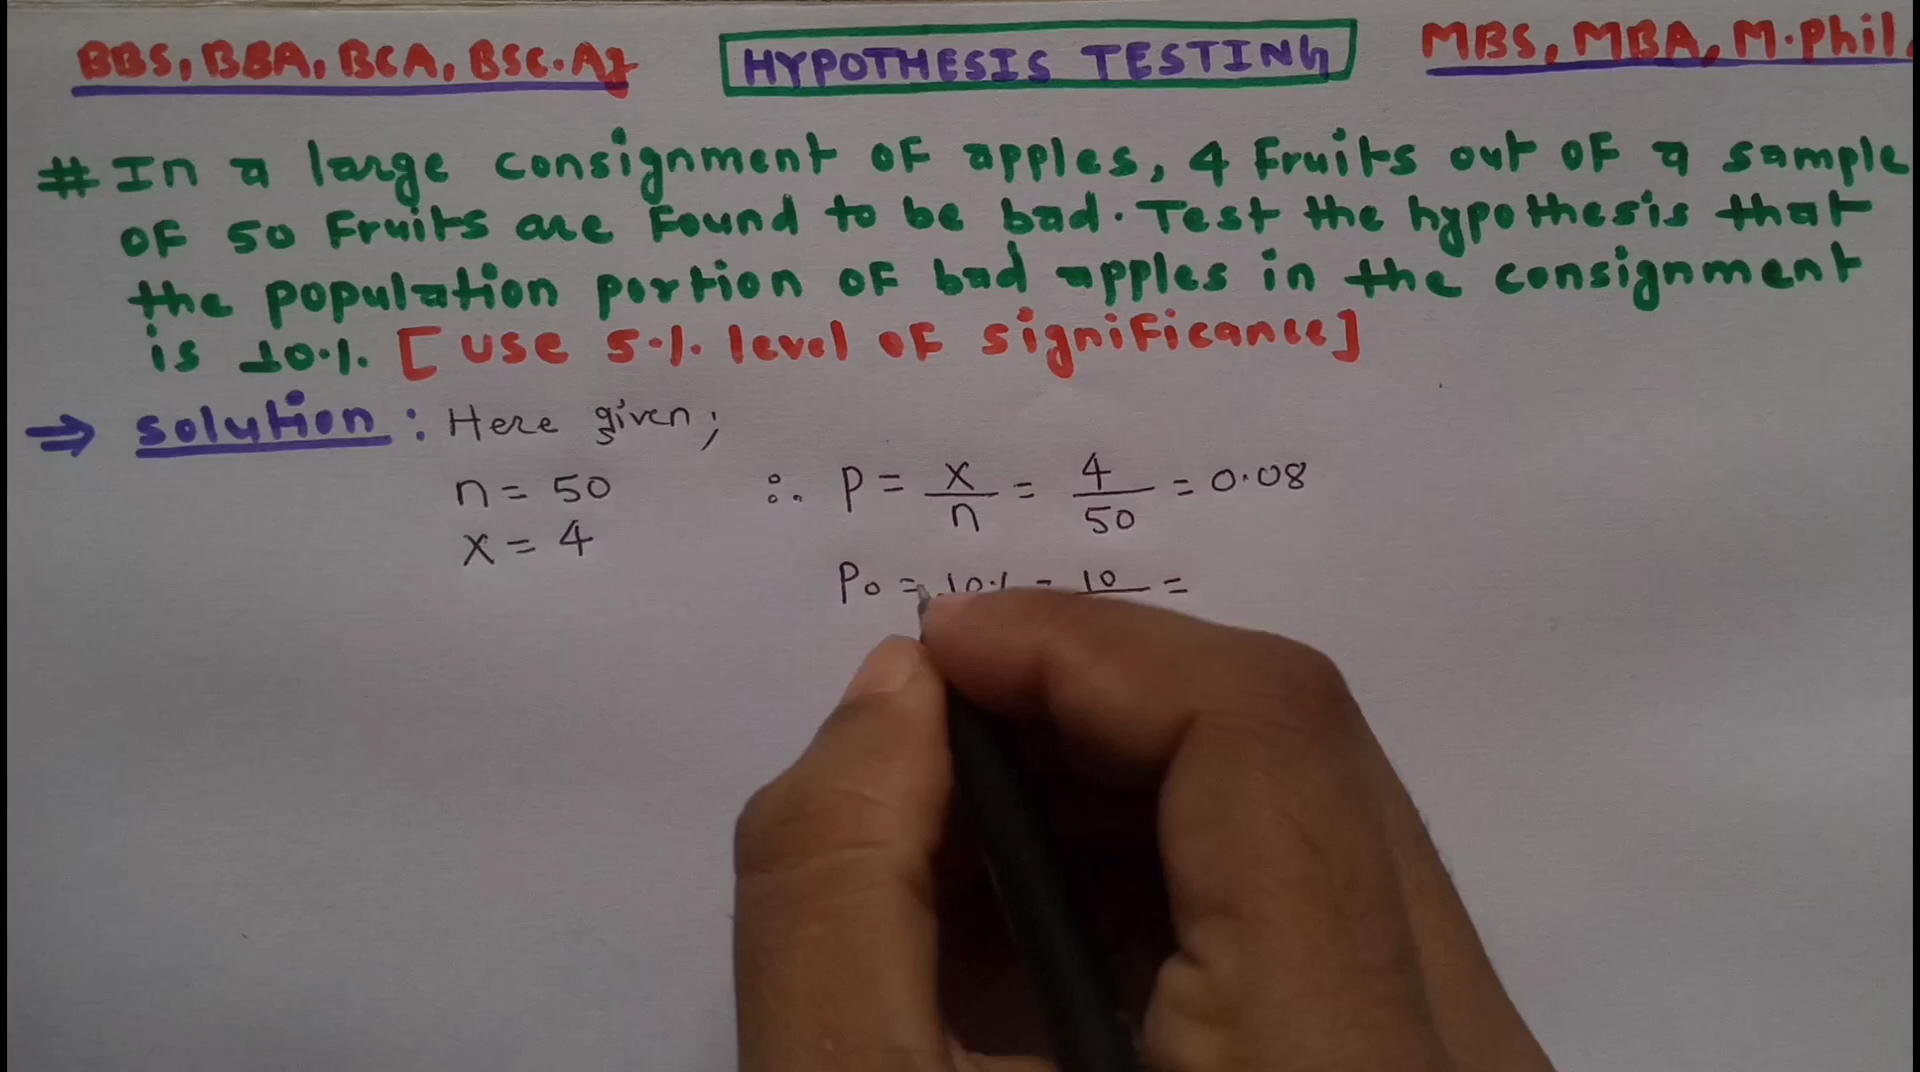 BBS, BBA, BCA, BSC.Ag
HYPOTHESIS TESTING
MBS, MBA, M.Phil.
# In a large consignment OF apples, 4 Fruits out OF a sample
OF 50 Fruits are Found to be bad. Test the hypothesis that
the population portion OF bad apples in the consignment
is 10%. [Use 5% level OF significance]
⇒ Solution : Here given;
n = 50 ∴ P = x/n = 4/50 = 0.08
x = 4
P0 = 10% = 10 =